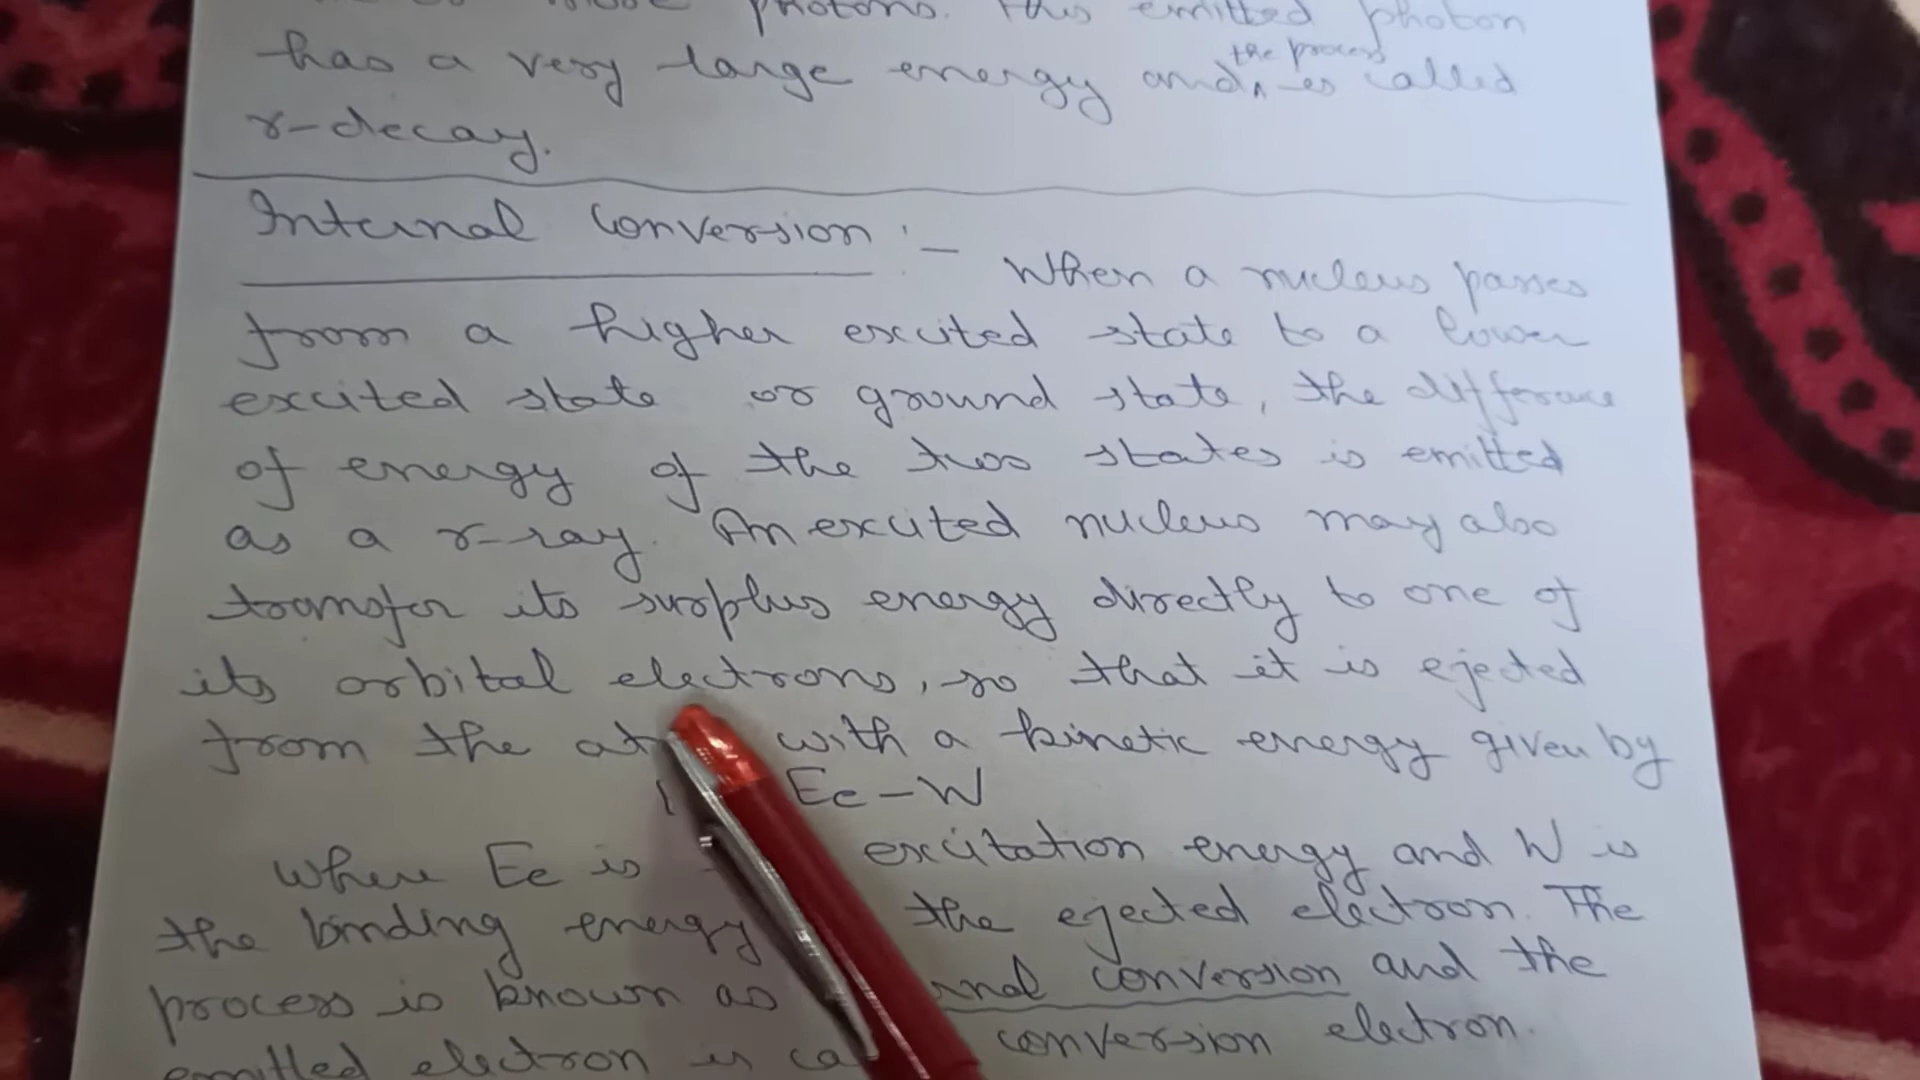 photons. This emitted photon
the process
has a very large energy and ‸ is called
γ-decay.
Internal Conversion :-
When a nucleus passes
from a higher excited state to a lower
excited state or ground state, the difference
of energy of the two states is emitted
as a γ-ray. An excited nucleus may also
transfer its surplus energy directly to one of
its orbital electrons, so that it is ejected
from the at with a kinetic energy given by
Ee - W
Where Ee is excitation energy and W is
the binding energy the ejected electron. The
process is known as nal conversion and the
emitted electron is ca conversion electron.